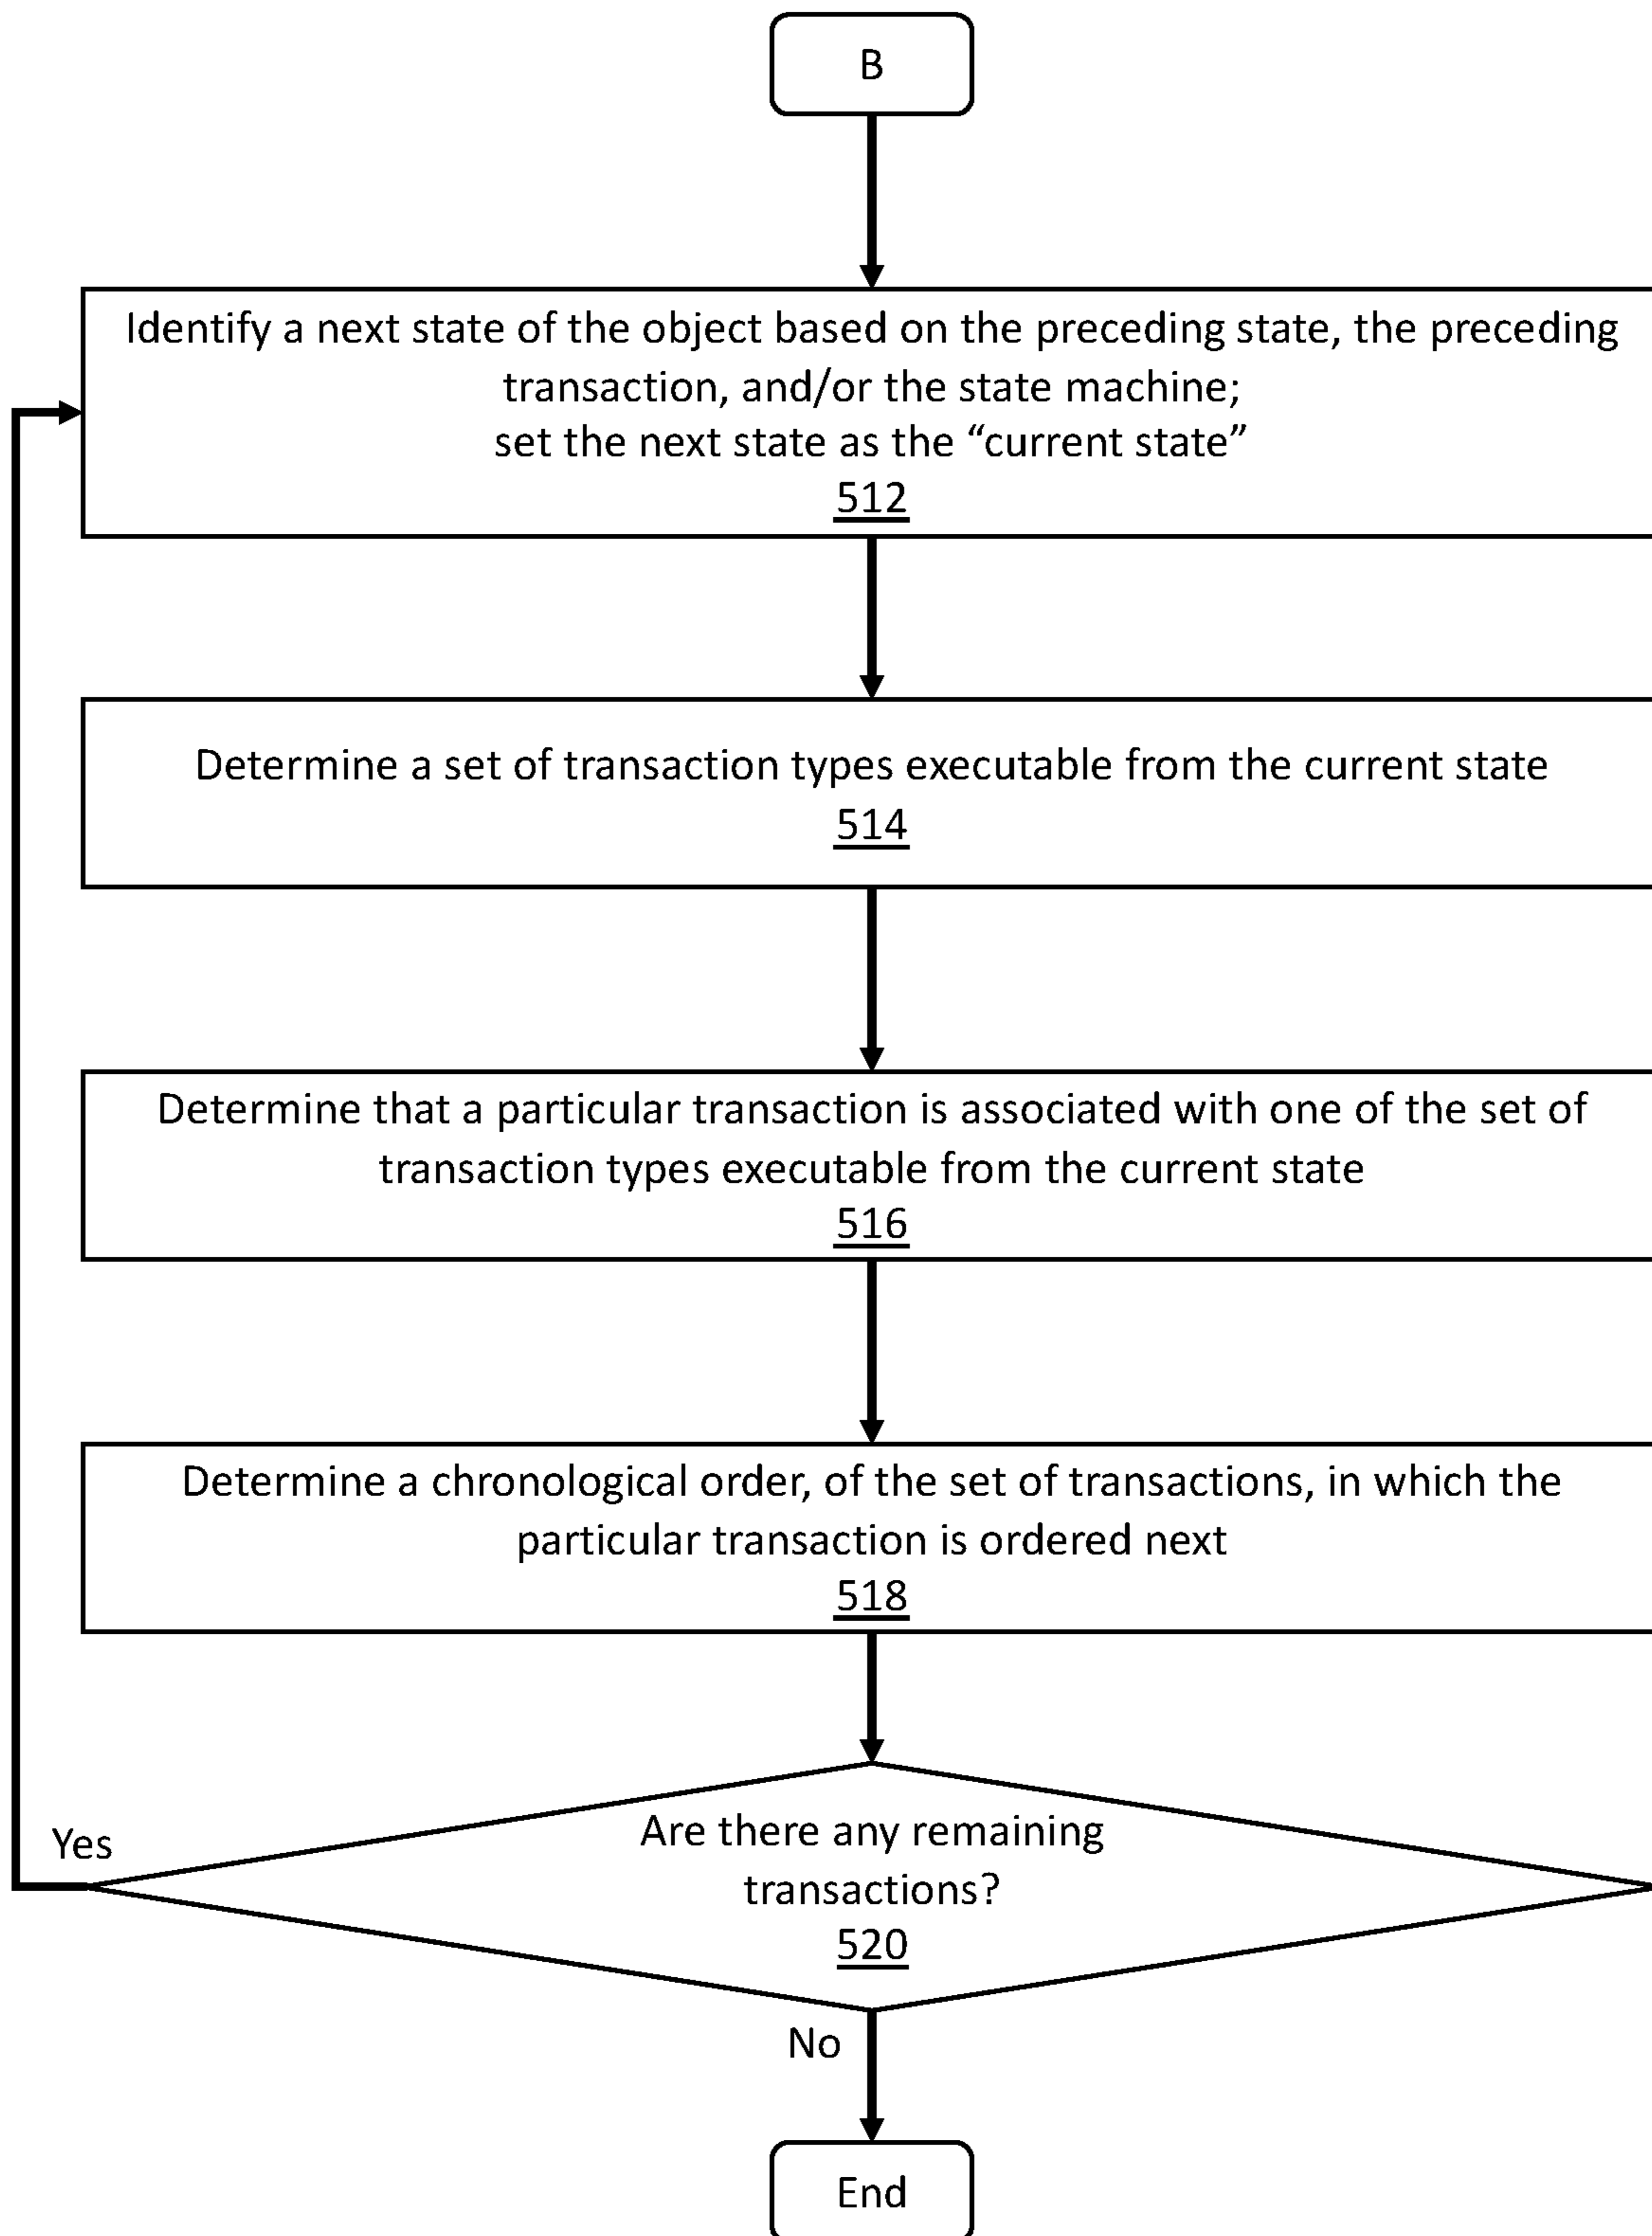 B
Identify a next state of the object based on the preceding state, the preceding
transaction, and/or the state machine;
set the next state as the “current state”
512
Determine a set of transaction types executable from the current state
514
Determine that a particular transaction is associated with one of the set of
transaction types executable from the current state
516
Determine a chronological order, of the set of transactions, in which the
particular transaction is ordered next
518
Are there any remaining
transactions?
520
Yes
No
End